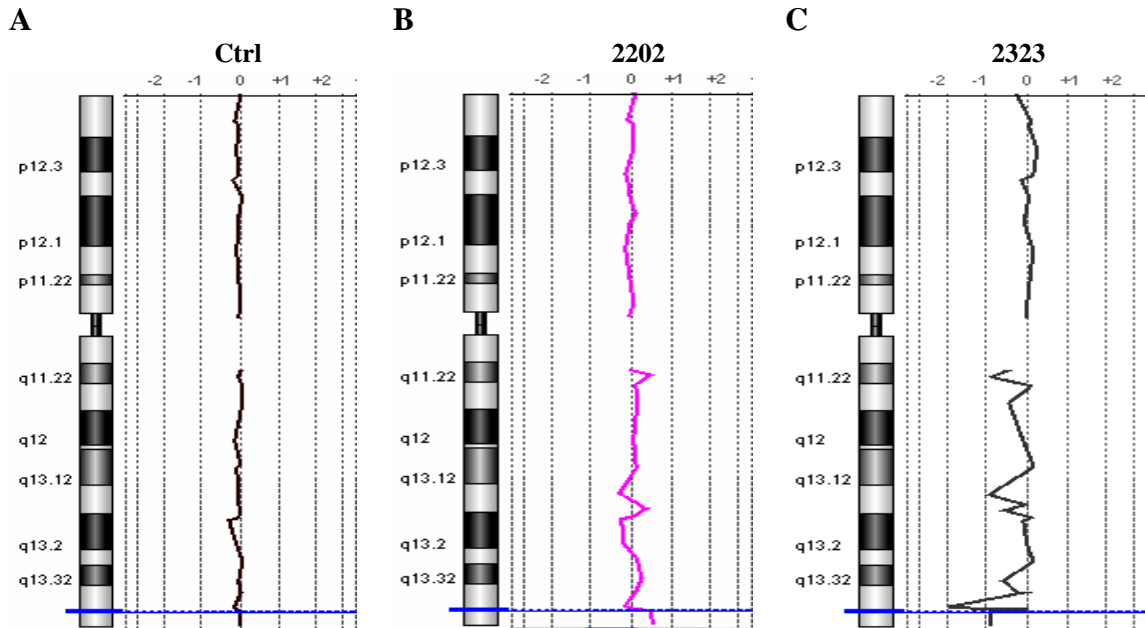 A
Ctrl
-2 -1 0 +1 +2
p12.3
p12.1
p11.22
q11.22
q12
q13.12
q13.2
q13.32
B
2202
-2 -1 0 +1 +2
p12.3
p12.1
p11.22
q11.22
q12
q13.12
q13.2
q13.32
C
2323
-2 -1 0 +1 +2
p12.3
p12.1
p11.22
q11.22
q12
q13.12
q13.2
q13.32